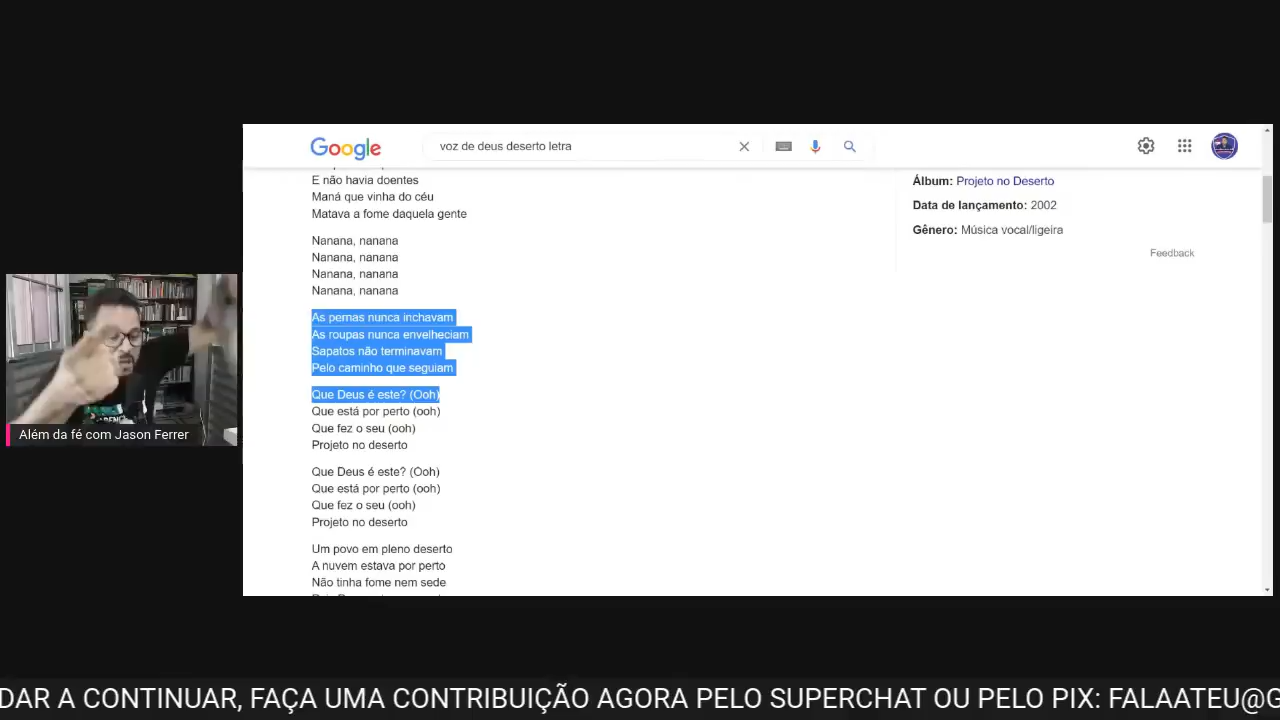 Google
voz de deus deserto letra
E não havia doentes
Maná que vinha do céu
Matava a fome daquela gente
Nanana, nanana
Nanana, nanana
Nanana, nanana
Nanana, nanana
As pernas nunca inchavam
As roupas nunca envelheciam
Sapatos não terminavam
Pelo caminho que seguiam
Que Deus é este? (Ooh)
Que está por perto (ooh)
Que fez o seu (ooh)
Projeto no deserto
Que Deus é este? (Ooh)
Que está por perto (ooh)
Que fez o seu (ooh)
Projeto no deserto
Um povo em pleno deserto
A nuvem estava por perto
Não tinha fome nem sede
Álbum: Projeto no Deserto
Data de lançamento: 2002
Gênero: Música vocal/ligeira
Feedback
Além da fé com Jason Ferrer
DAR A CONTINUAR, FAÇA UMA CONTRIBUIÇÃO AGORA PELO SUPERCHAT OU PELO PIX: FALAATEU@G